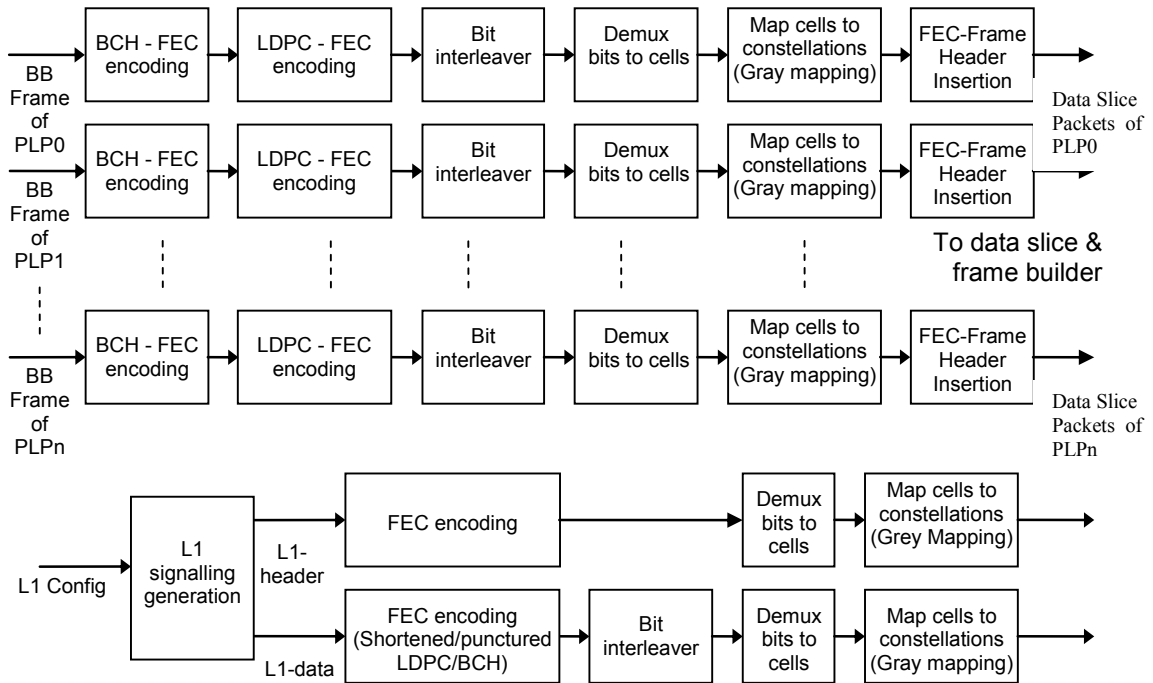 BCH - FEC
encoding
LDPC - FEC
encoding
Bit
interleaver
Demux
bits to cells
Map cells to
constellations
(Gray mapping)
FEC-Frame
Header
Insertion
BB
Frame
of
PLP0
Data Slice
Packets of
PLP0
BCH - FEC
encoding
LDPC - FEC
encoding
Bit
interleaver
Demux
bits to cells
Map cells to
constellations
(Gray mapping)
FEC-Frame
Header
Insertion
BB
Frame
of
PLP1
To data slice &
frame builder
BCH - FEC
encoding
LDPC - FEC
encoding
Bit
interleaver
Demux
bits to cells
Map cells to
constellations
(Gray mapping)
FEC-Frame
Header
Insertion
BB
Frame
of
PLPn
Data Slice
Packets of
PLPn
L1 Config
L1
signalling
generation
L1-
header
FEC encoding
Demux
bits to
cells
Map cells to
constellations
(Grey Mapping)
L1-data
FEC encoding
(Shortened/punctured
LDPC/BCH)
Bit
interleaver
Demux
bits to
cells
Map cells to
constellations
(Gray mapping)